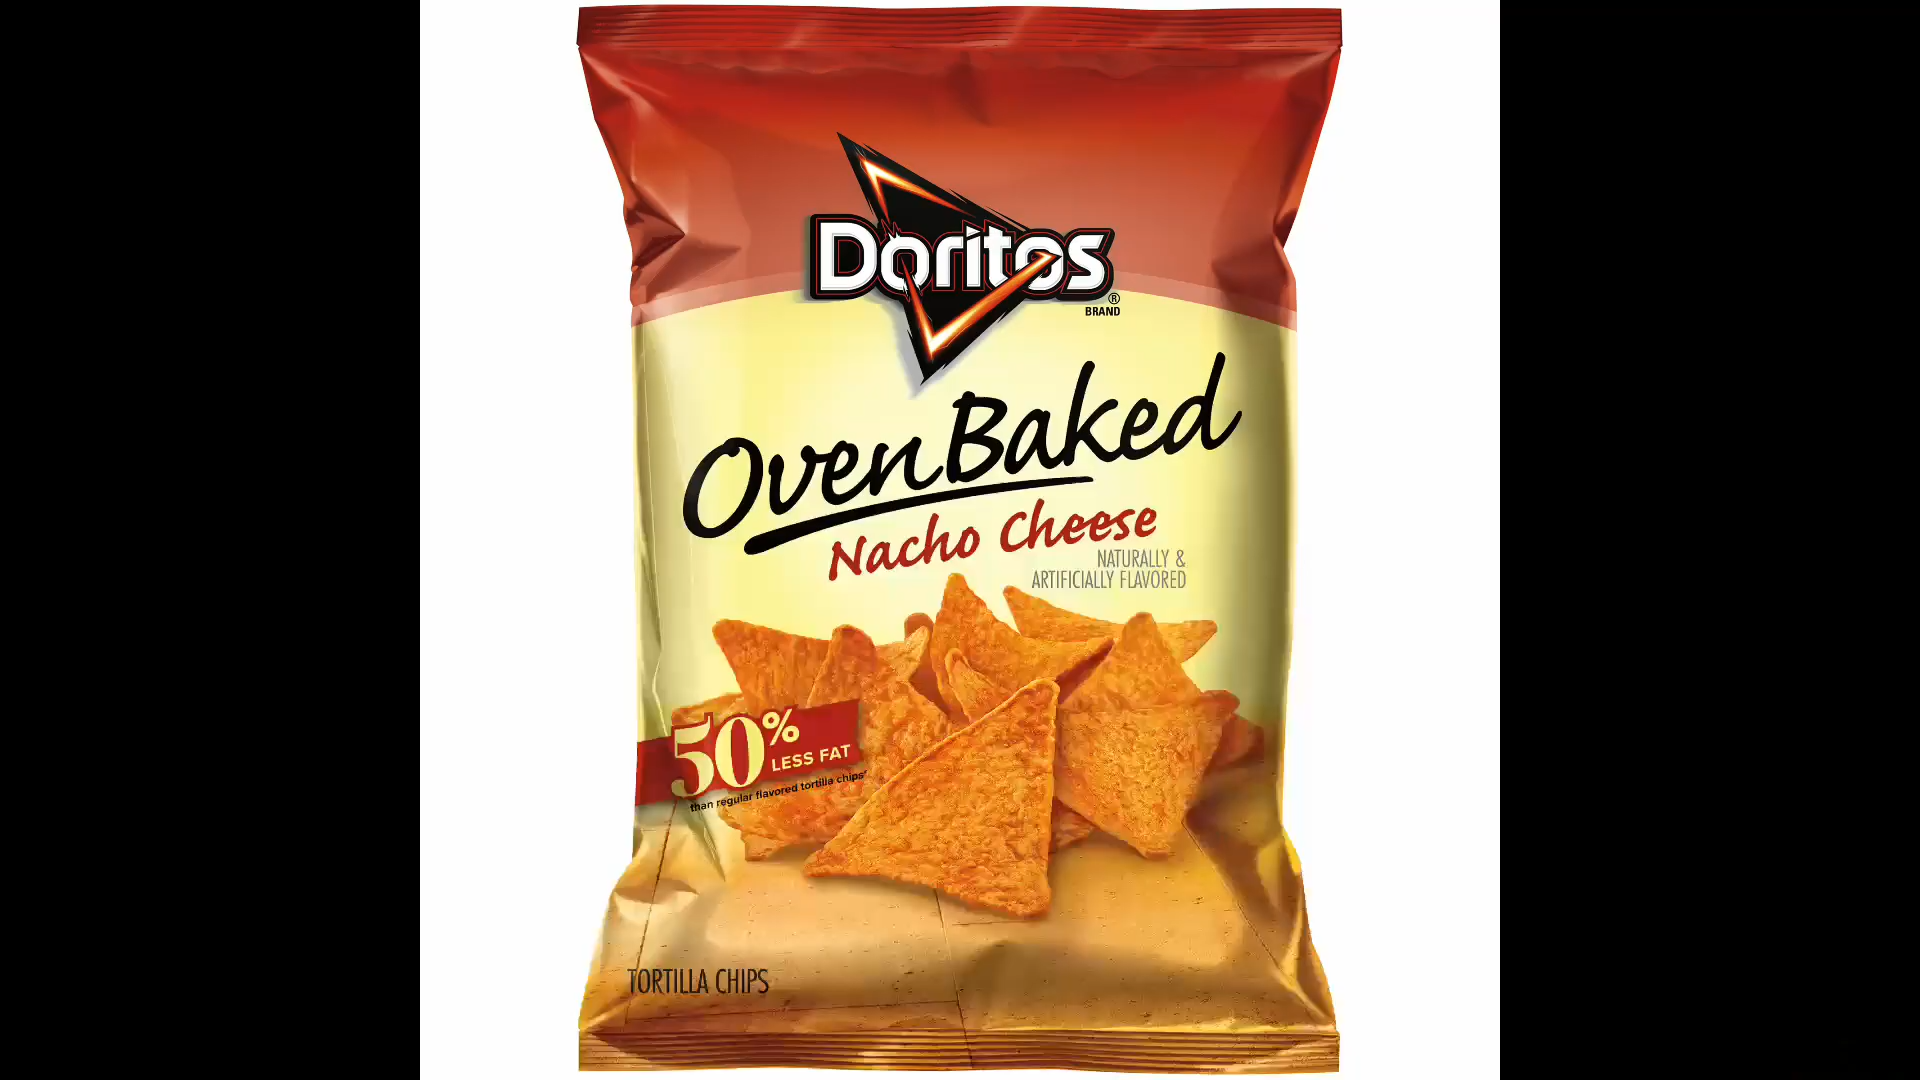 Doritos
®
BRAND
Oven Baked
Nacho Cheese
NATURALLY &
ARTIFICIALLY FLAVORED
50%
LESS FAT
than regular flavored tortilla chips*
TORTILLA CHIPS